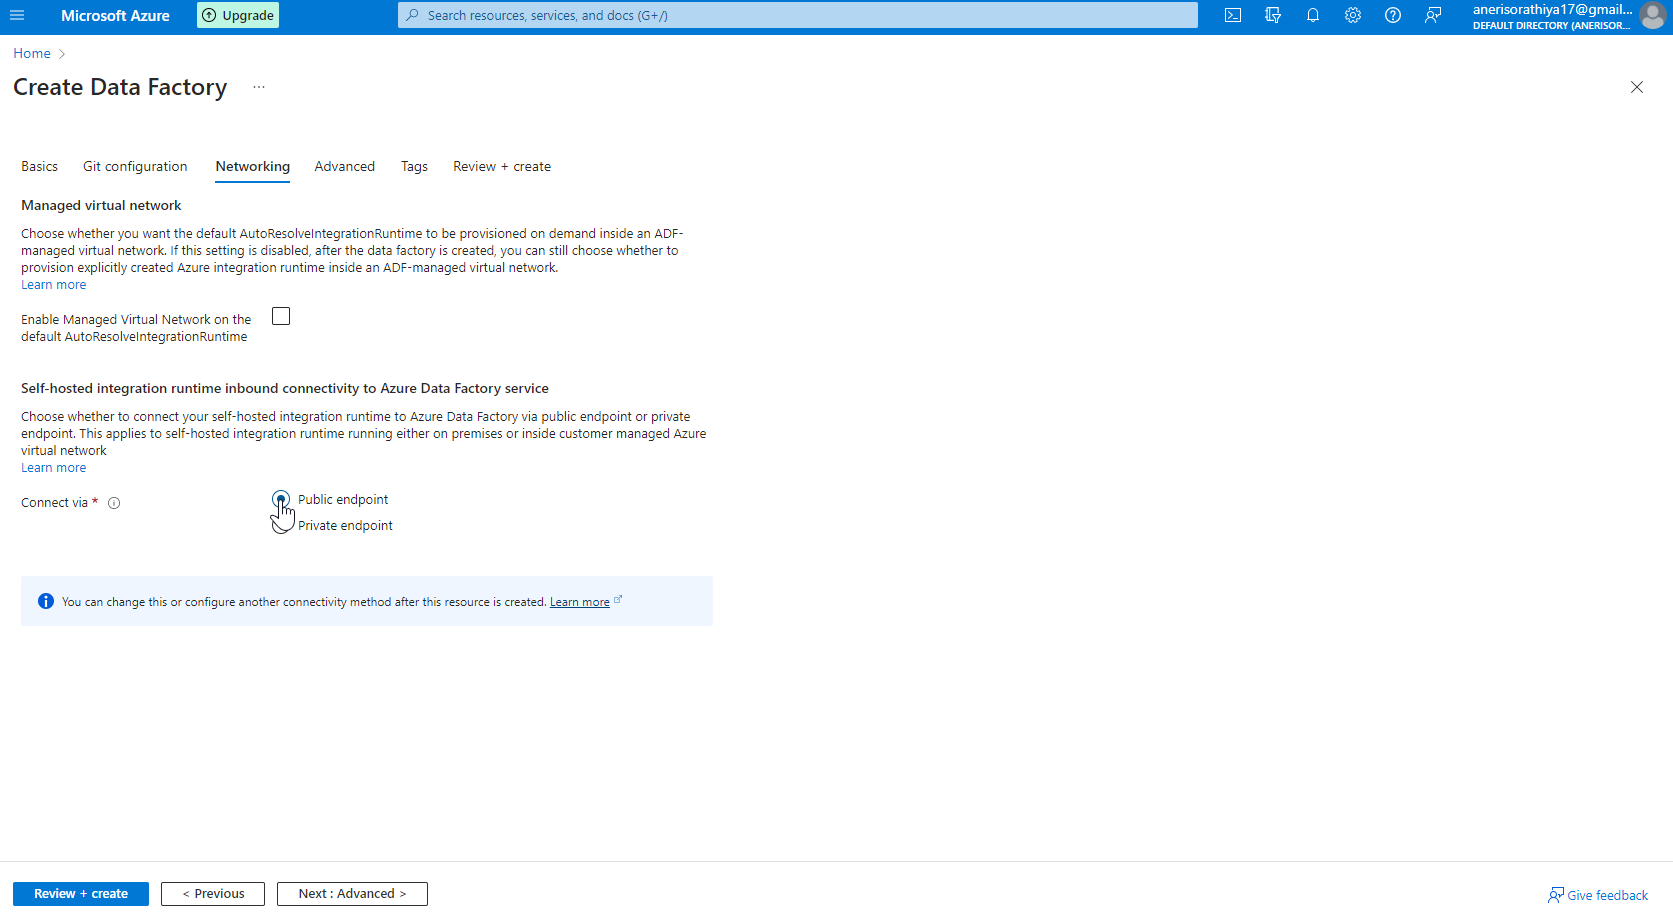 Microsoft Azure
Upgrade
Search resources, services, and docs (G+/)
anerisorathiya17@gmail...
DEFAULT DIRECTORY (ANERISOR...
Home
Create Data Factory
...
Basics
Git configuration
Networking
Advanced
Tags
Review + create
Managed virtual network
Choose whether you want the default AutoResolveIntegrationRuntime to be provisioned on demand inside an ADF-
managed virtual network. If this setting is disabled, after the data factory is created, you can still choose whether to
provision explicitly created Azure integration runtime inside an ADF-managed virtual network.
Learn more
Enable Managed Virtual Network on the
default AutoResolveIntegrationRuntime
Self-hosted integration runtime inbound connectivity to Azure Data Factory service
Choose whether to connect your self-hosted integration runtime to Azure Data Factory via public endpoint or private
endpoint. This applies to self-hosted integration runtime running either on premises or inside customer managed Azure
virtual network
Learn more
Connect via *
Public endpoint
Private endpoint
You can change this or configure another connectivity method after this resource is created. Learn more
Review + create
< Previous
Next : Advanced >
Give feedback